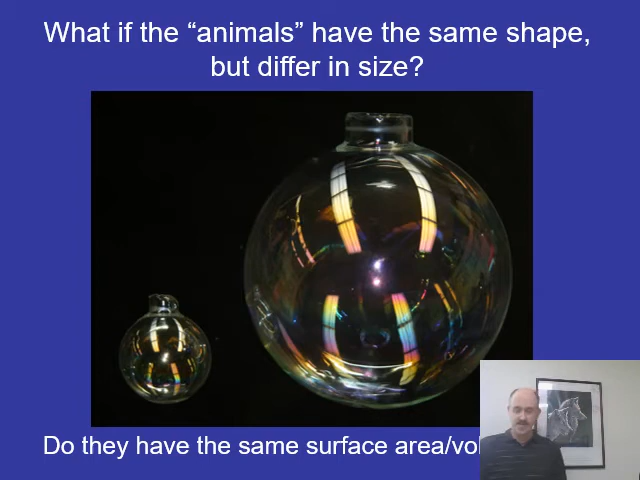 What if the “animals” have the same shape,
but differ in size?
Do they have the same surface area/